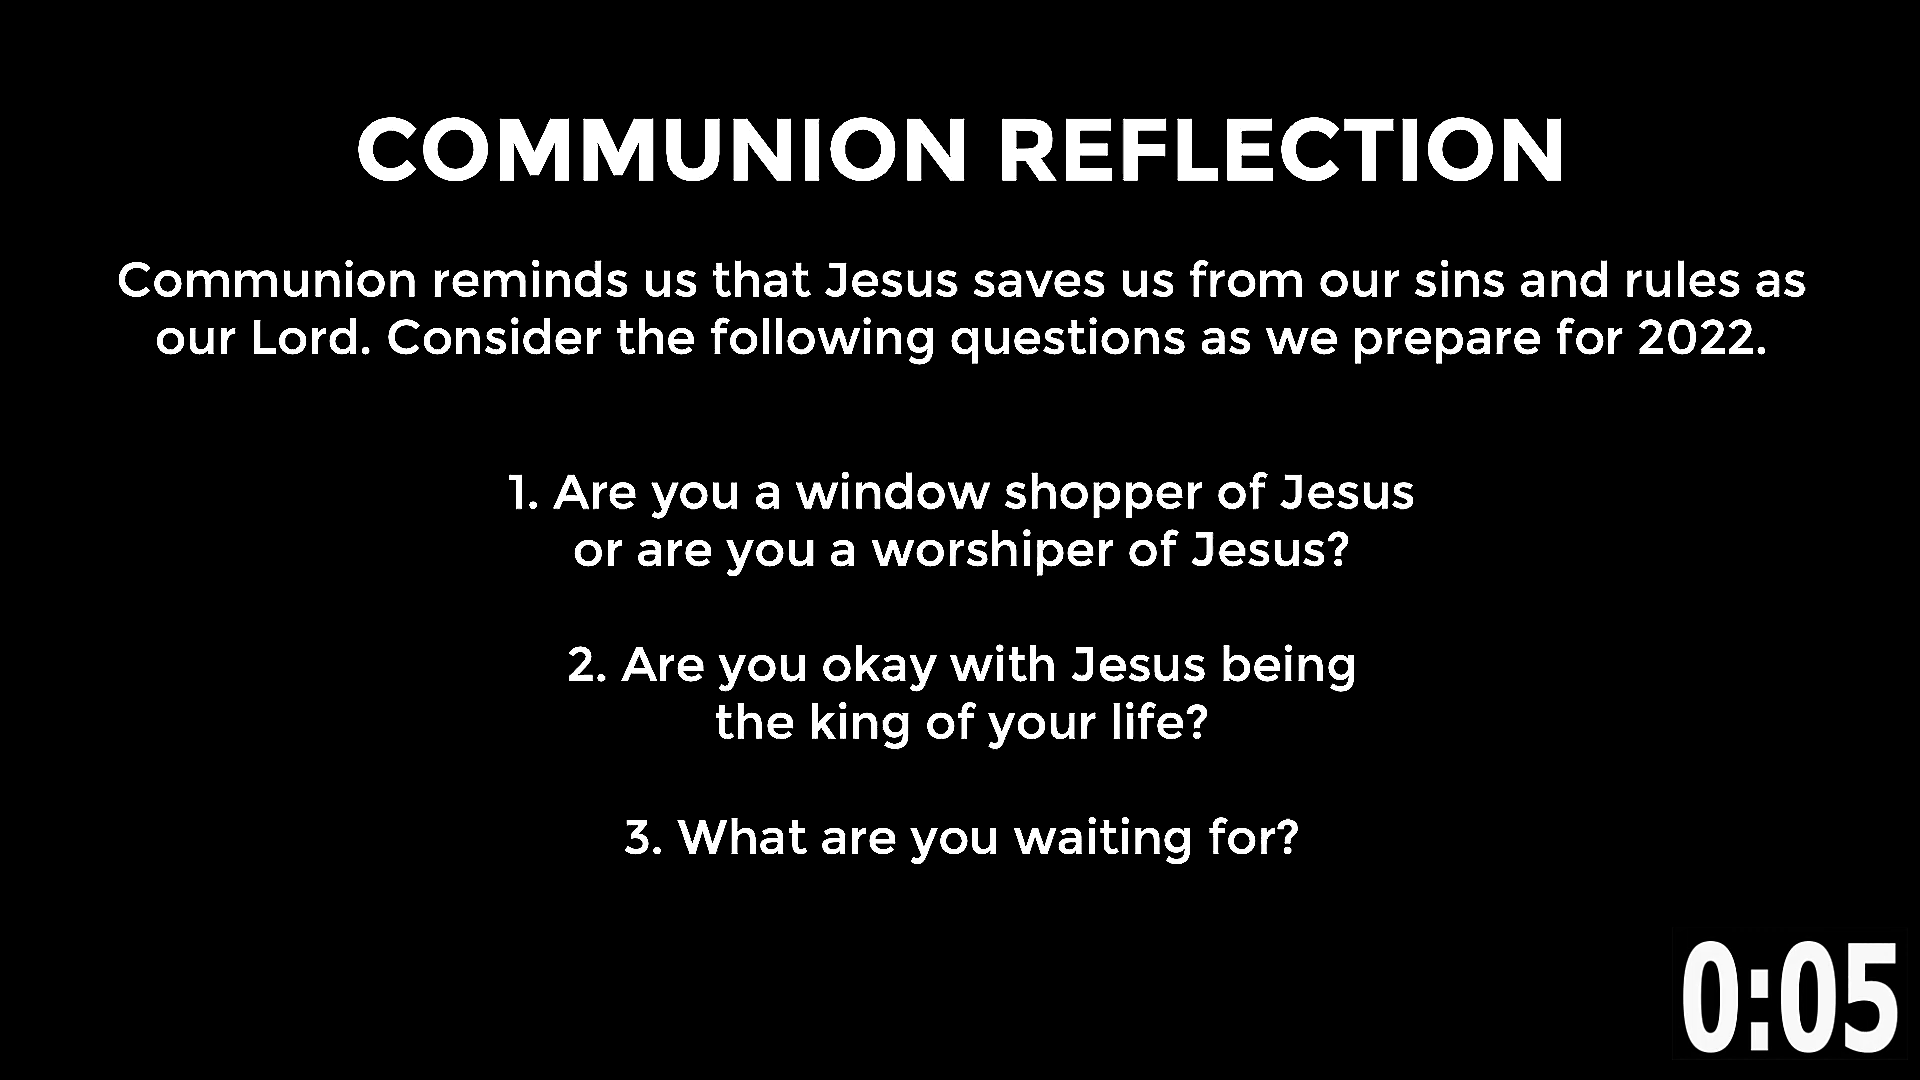 COMMUNION REFLECTION
Communion reminds us that Jesus saves us from our sins and rules as
our Lord. Consider the following questions as we prepare for 2022.
1. Are you a window shopper of Jesus
or are you a worshiper of Jesus?
2. Are you okay with Jesus being
the king of your life?
3. What are you waiting for?
0:05